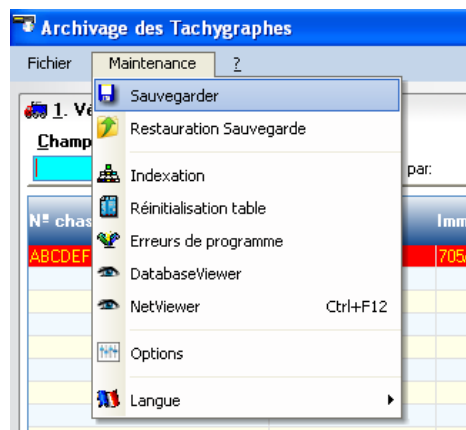 Archivage des Tachygraphes
Fichier Maintenance ?
Sauvegarder
1. Vé
Restauration Sauvegarde
Champ
Indexation
par:
Réinitialisation table
N° chas
Imm
Erreurs de programme
ABCDEF
705
DatabaseViewer
NetViewer Ctrl+F12
Options
Langue